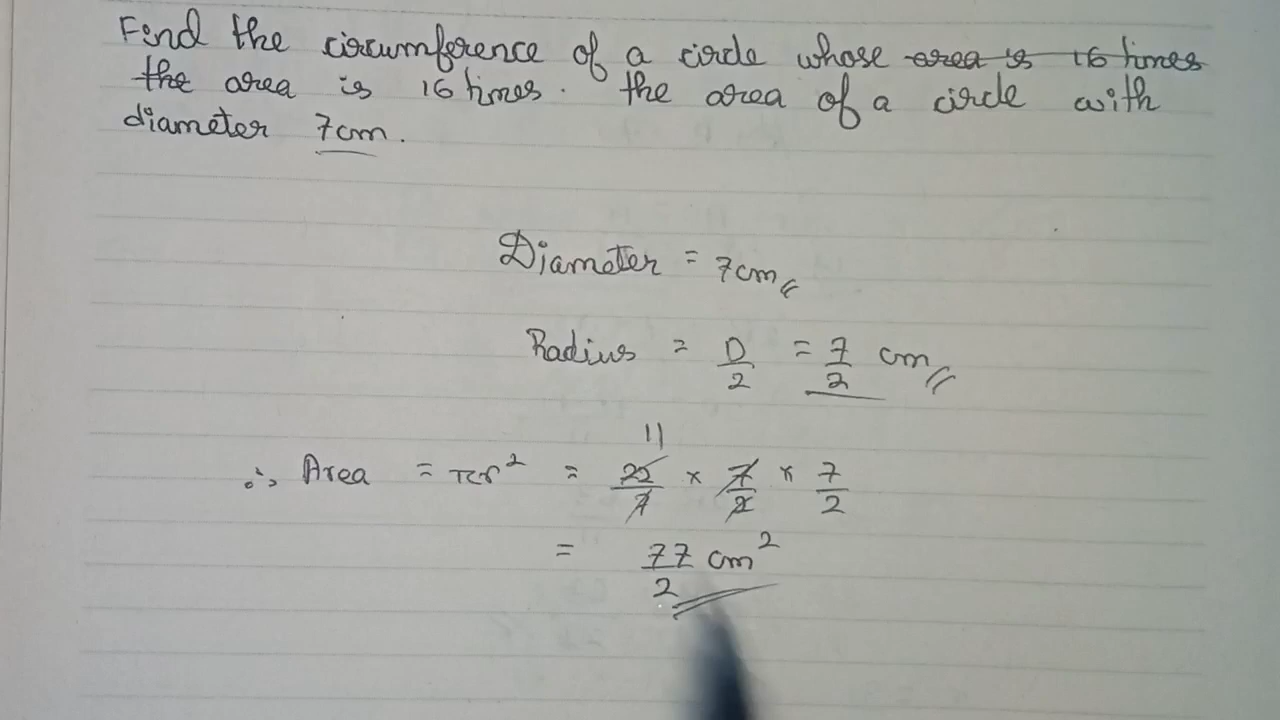 Find the circumference of a circle whose area is 16 times
the area is 16 times. the area of a circle with
diameter 7cm.
Diameter = 7cm
Radius = D/2 = 7/2 cm
11
∴ Area = πr² = 22/7 × 7/2 × 7/2
= 77/2 cm²